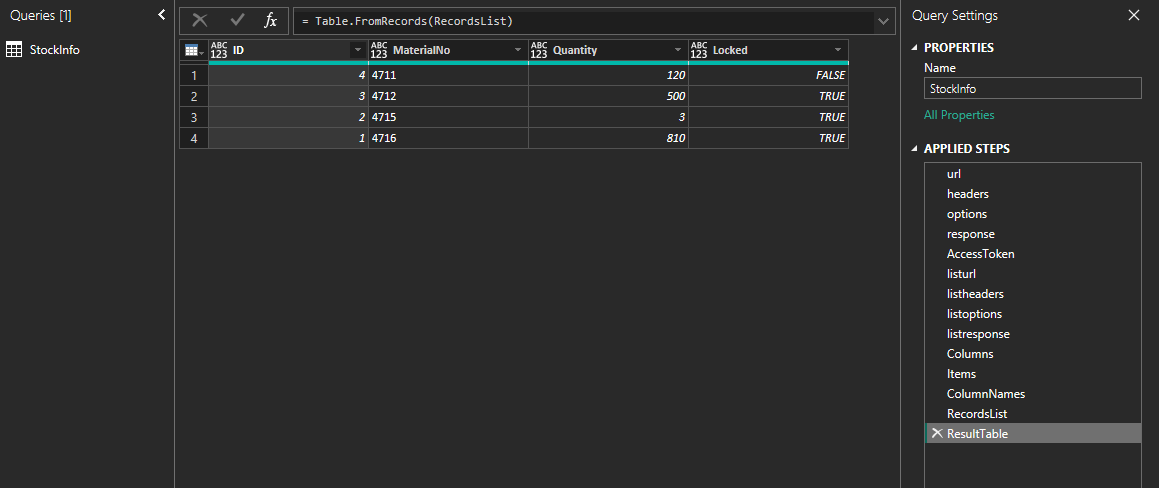 Queries [1]
StockInfo
fx = Table.FromRecords(RecordsList)
ABC 123 ID ABC 123 MaterialNo ABC 123 Quantity ABC 123 Locked
1 4 4711 120 FALSE
2 3 4712 500 TRUE
3 2 4715 3 TRUE
4 1 4716 810 TRUE
Query Settings
PROPERTIES
Name
StockInfo
All Properties
APPLIED STEPS
url
headers
options
response
AccessToken
listurl
listheaders
listoptions
listresponse
Columns
Items
ColumnNames
RecordsList
ResultTable